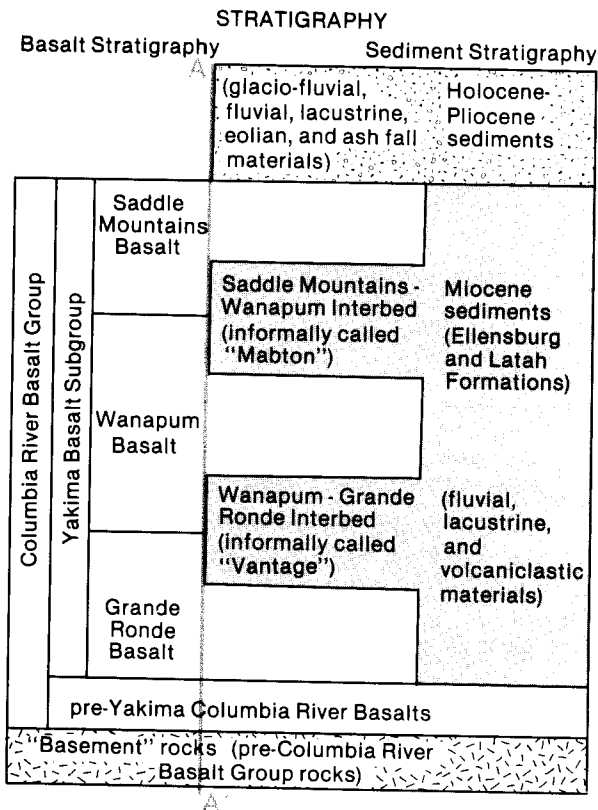 STRATIGRAPHY
Basalt Stratigraphy
Sediment Stratigraphy
A
(glacio-fluvial,
fluvial, lacustrine,
eolian, and ash fall
materials)
Holocene-
Pliocene
sediments
Columbia River Basalt Group
Yakima Basalt Subgroup
Saddle
Mountains
Basalt
Saddle Mountains -
Wanapum Interbed
(informally called
"Mabton")
Miocene
sediments
(Ellensburg
and Latah
Formations)
Wanapum
Basalt
Wanapum - Grande
Ronde Interbed
(informally called
"Vantage")
(fluvial,
lacustrine,
and
volcaniclastic
materials)
Grande
Ronde
Basalt
pre-Yakima Columbia River Basalts
"Basement" rocks (pre-Columbia River
Basalt Group rocks)
A